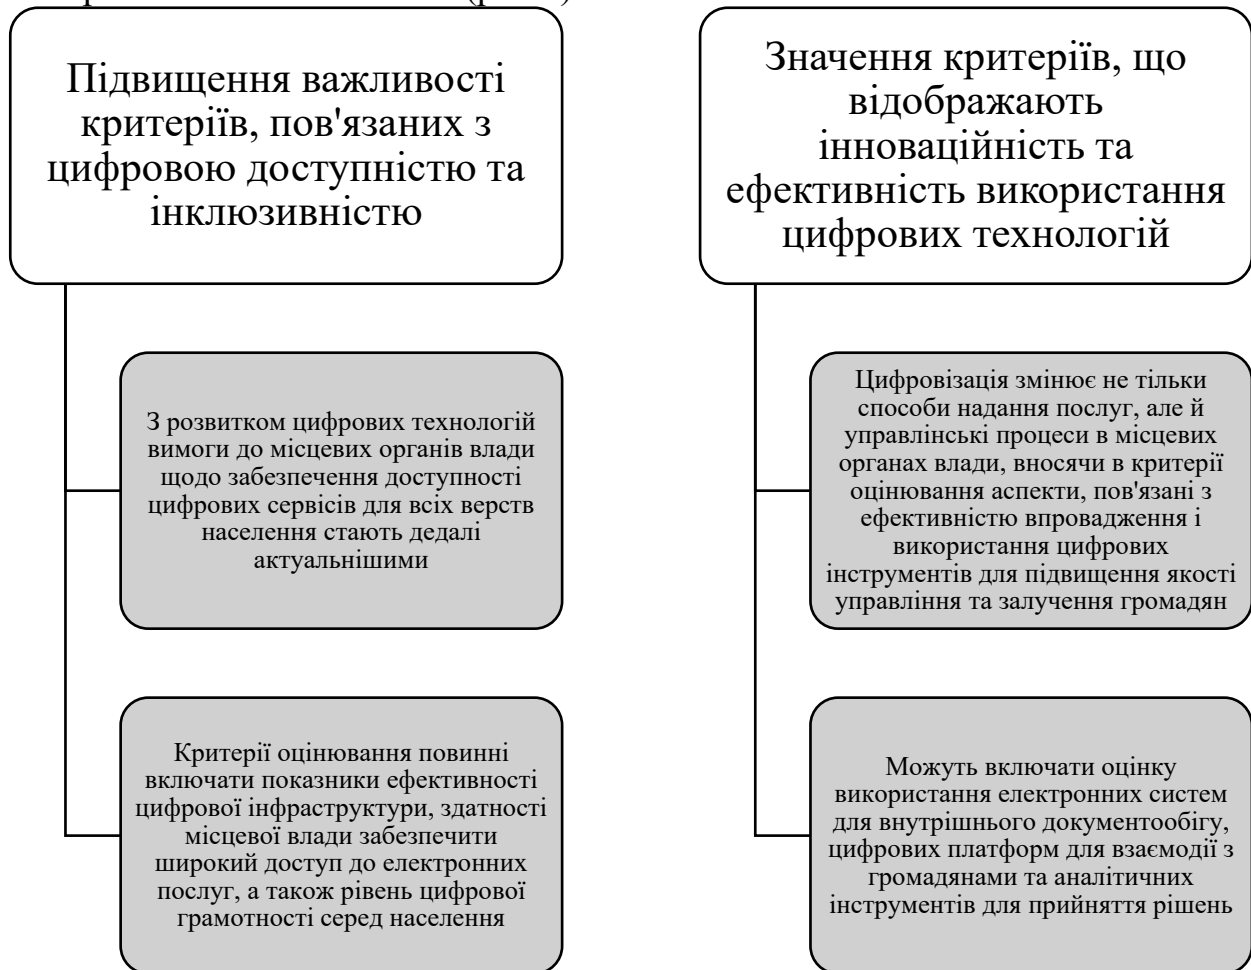 Підвищення важливості
критеріїв, пов'язаних з
цифровою доступністю та
інклюзивністю
З розвитком цифрових технологій
вимоги до місцевих органів влади
щодо забезпечення доступності
цифрових сервісів для всіх верств
населення стають дедалі
актуальнішими
Критерії оцінювання повинні
включати показники ефективності
цифрової інфраструктури, здатності
місцевої влади забезпечити
широкий доступ до електронних
послуг, а також рівень цифрової
грамотності серед населення
Значення критеріїв, що
відображають
інноваційність та
ефективність використання
цифрових технологій
Цифровізація змінює не тільки
способи надання послуг, але й
управлінські процеси в місцевих
органах влади, вносячи в критерії
оцінювання аспекти, пов'язані з
ефективністю впровадження і
використання цифрових
інструментів для підвищення якості
управління та залучення громадян
Можуть включати оцінку
використання електронних систем
для внутрішнього документообігу,
цифрових платформ для взаємодії з
громадянами та аналітичних
інструментів для прийняття рішень